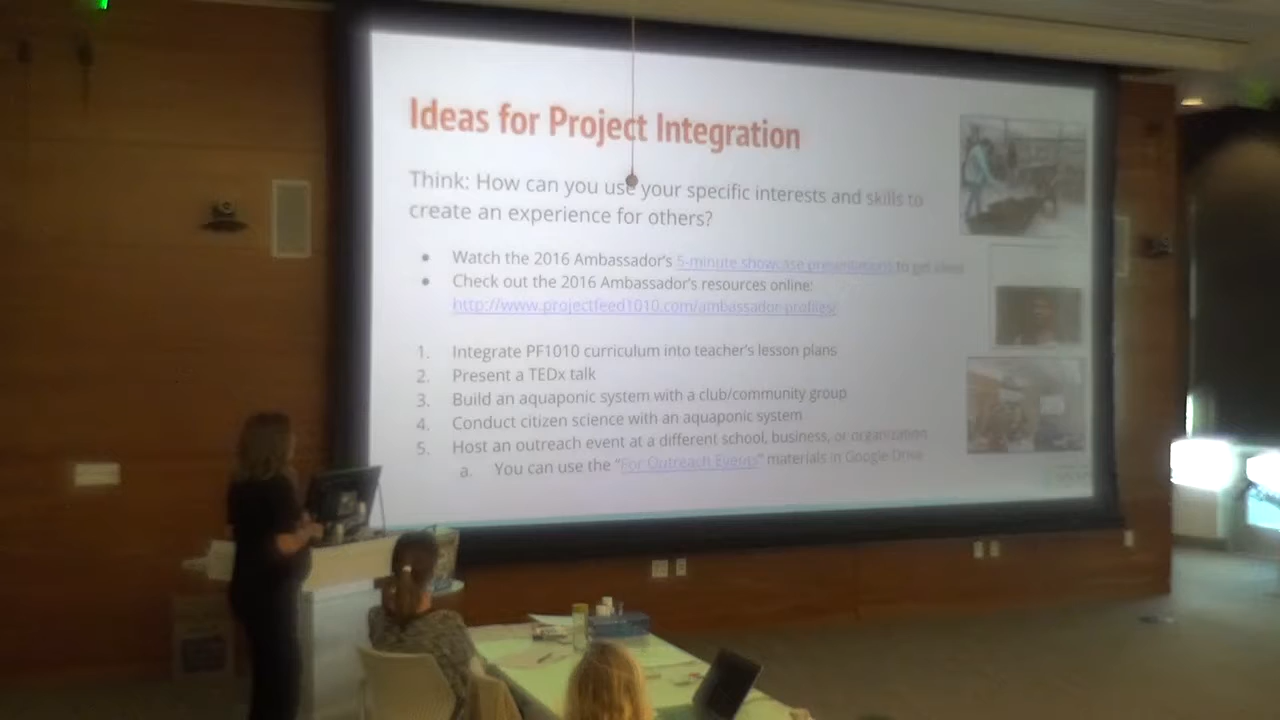 Ideas for Project Integration
Think: How can you use your specific interests and skills to
create an experience for others?
• Watch the 2016 Ambassador's 5-minute showcase presentations to get ideas
• Check out the 2016 Ambassador's resources online:
http://www.projectfeed1010.com/ambassador-profiles/
1. Integrate PF1010 curriculum into teacher's lesson plans
2. Present a TEDx talk
3. Build an aquaponic system with a club/community group
4. Conduct citizen science with an aquaponic system
5. Host an outreach event at a different school, business, or organization
a. You can use the "For Outreach Events" materials in Google Drive